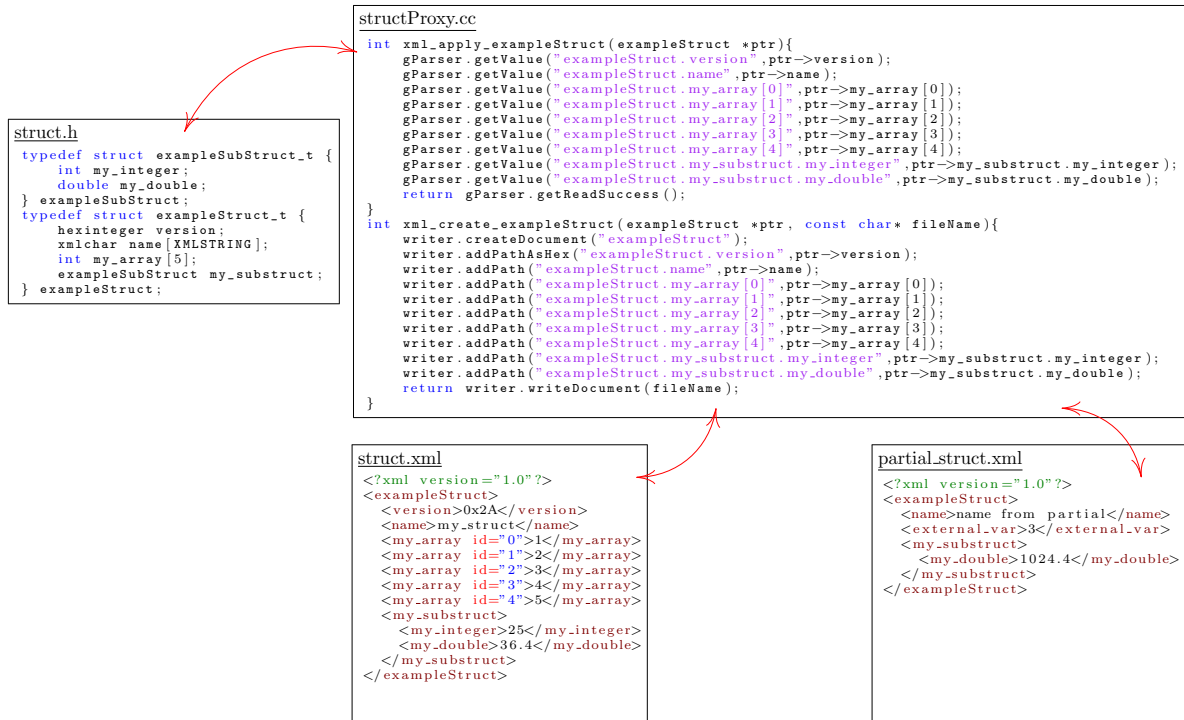 structProxy.cc
int xml_apply_exampleStruct(exampleStruct *ptr){
gParser.getValue("exampleStruct.version",ptr->version);
gParser.getValue("exampleStruct.name",ptr->name);
gParser.getValue("exampleStruct.my_array[0]",ptr->my_array[0]);
gParser.getValue("exampleStruct.my_array[1]",ptr->my_array[1]);
gParser.getValue("exampleStruct.my_array[2]",ptr->my_array[2]);
gParser.getValue("exampleStruct.my_array[3]",ptr->my_array[3]);
gParser.getValue("exampleStruct.my_array[4]",ptr->my_array[4]);
gParser.getValue("exampleStruct.my_substruct.my_integer",ptr->my_substruct.my_integer);
gParser.getValue("exampleStruct.my_substruct.my_double",ptr->my_substruct.my_double);
return gParser.getReadSuccess();
}
int xml_create_exampleStruct(exampleStruct *ptr, const char* fileName){
writer.createDocument("exampleStruct");
writer.addPathAsHex("exampleStruct.version",ptr->version);
writer.addPath("exampleStruct.name",ptr->name);
writer.addPath("exampleStruct.my_array[0]",ptr->my_array[0]);
writer.addPath("exampleStruct.my_array[1]",ptr->my_array[1]);
writer.addPath("exampleStruct.my_array[2]",ptr->my_array[2]);
writer.addPath("exampleStruct.my_array[3]",ptr->my_array[3]);
writer.addPath("exampleStruct.my_array[4]",ptr->my_array[4]);
writer.addPath("exampleStruct.my_substruct.my_integer",ptr->my_substruct.my_integer);
writer.addPath("exampleStruct.my_substruct.my_double",ptr->my_substruct.my_double);
return writer.writeDocument(fileName);
}
struct.h
typedef struct exampleSubStruct_t {
int my_integer;
double my_double;
} exampleSubStruct;
typedef struct exampleStruct_t {
hexinteger version;
xmlchar name[XMLSTRING];
int my_array[5];
exampleSubStruct my_substruct;
} exampleStruct;
struct.xml
<?xml version="1.0"?>
<exampleStruct>
<version>0x2A</version>
<name>my_struct</name>
<my_array id="0">1</my_array>
<my_array id="1">2</my_array>
<my_array id="2">3</my_array>
<my_array id="3">4</my_array>
<my_array id="4">5</my_array>
<my_substruct>
<my_integer>25</my_integer>
<my_double>36.4</my_double>
</my_substruct>
</exampleStruct>
partial_struct.xml
<?xml version="1.0"?>
<exampleStruct>
<name>name from partial</name>
<external_var>3</external_var>
<my_substruct>
<my_double>1024.4</my_double>
</my_substruct>
</exampleStruct>